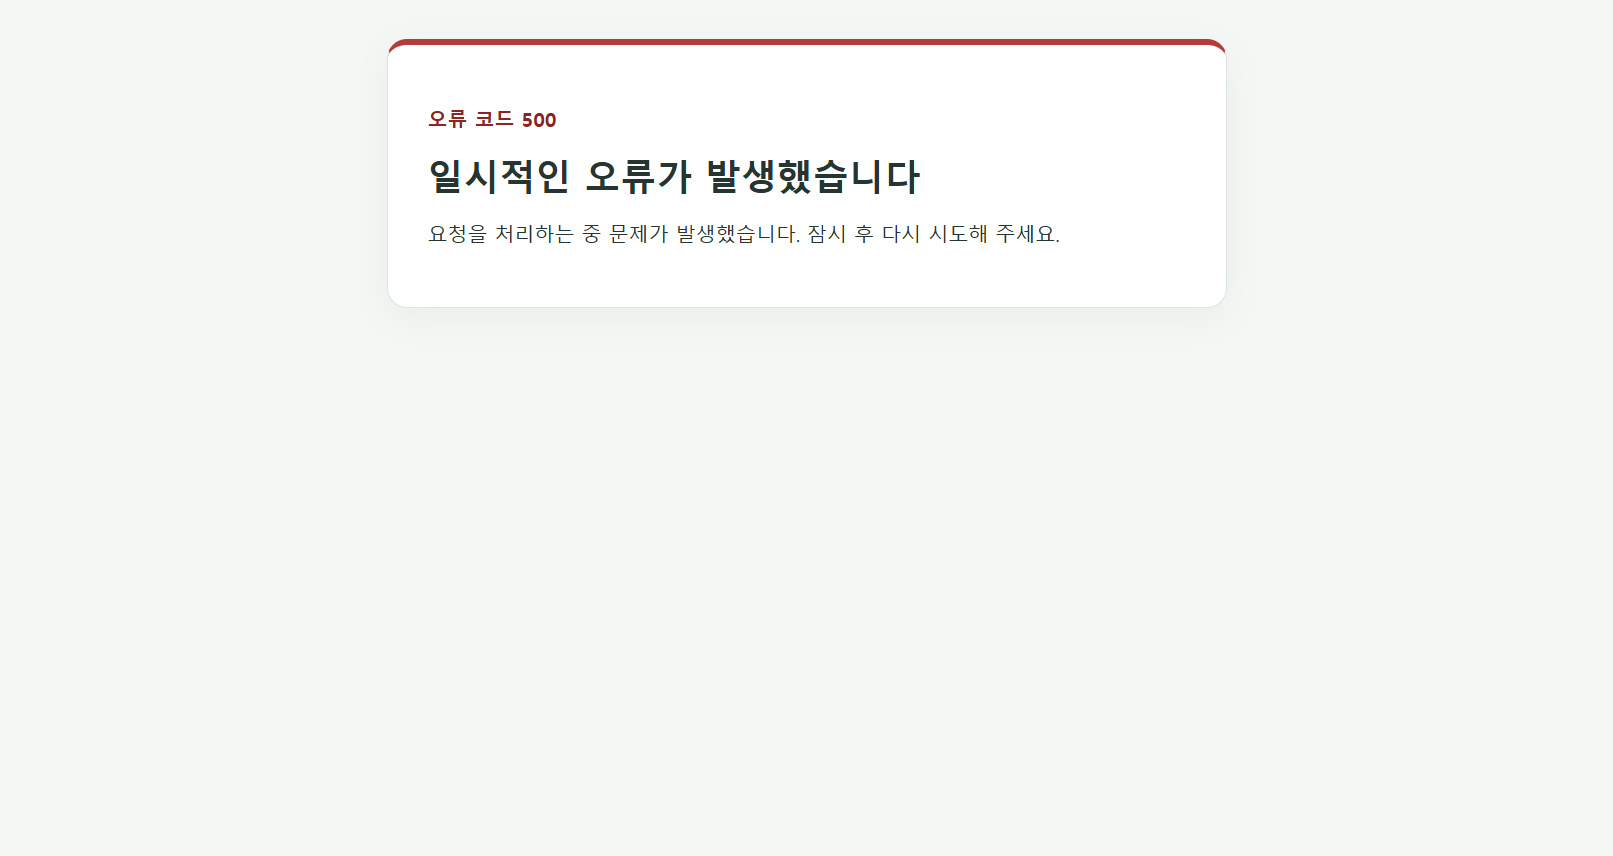 오류 코드 500
일시적인 오류가 발생했습니다
요청을 처리하는 중 문제가 발생했습니다. 잠시 후 다시 시도해 주세요.